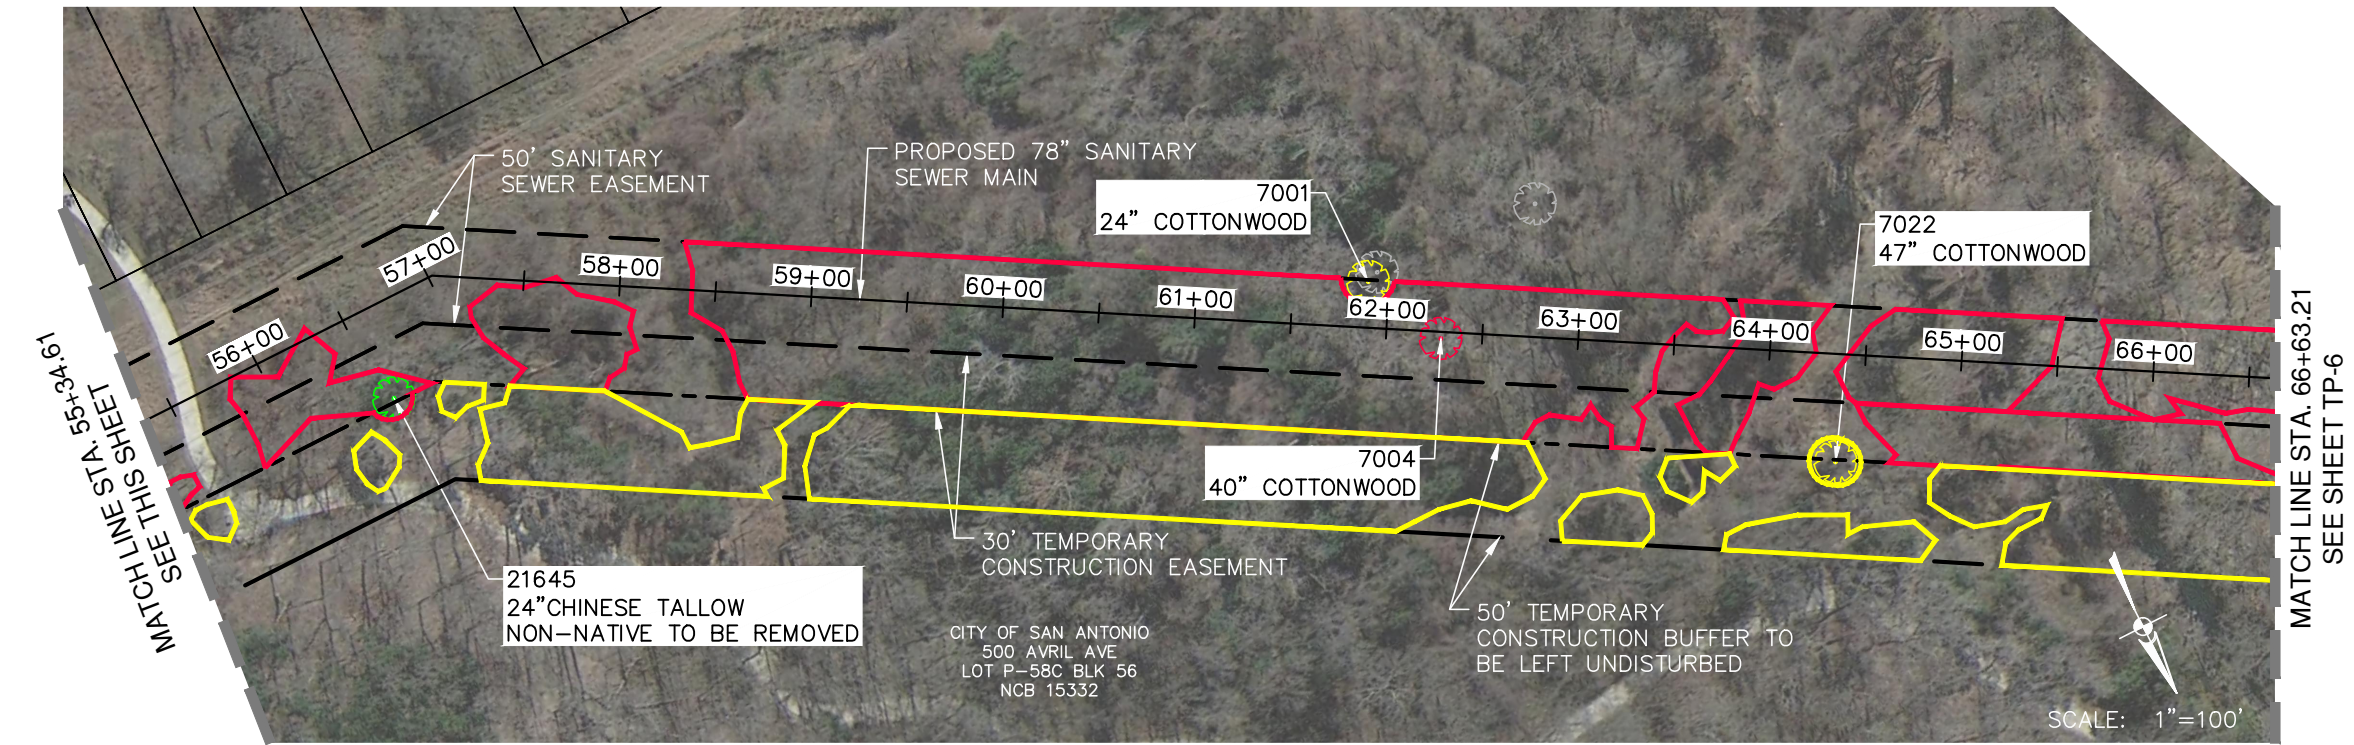 50' SANITARY
SEWER EASEMENT
PROPOSED 78" SANITARY
SEWER MAIN
7001
24" COTTONWOOD
7022
47" COTTONWOOD
56+00
57+00
58+00
59+00
60+00
61+00
62+00
63+00
64+00
65+00
66+00
MATCH LINE STA. 55+34.61
SEE THIS SHEET
MATCH LINE STA. 66+63.21
SEE SHEET TP-6
7004
40" COTTONWOOD
30' TEMPORARY
CONSTRUCTION EASEMENT
21645
24"CHINESE TALLOW
NON-NATIVE TO BE REMOVED
CITY OF SAN ANTONIO
500 AVRIL AVE
LOT P-58C BLK 56
NCB 15332
50' TEMPORARY
CONSTRUCTION BUFFER TO
BE LEFT UNDISTURBED
SCALE: 1"=100'